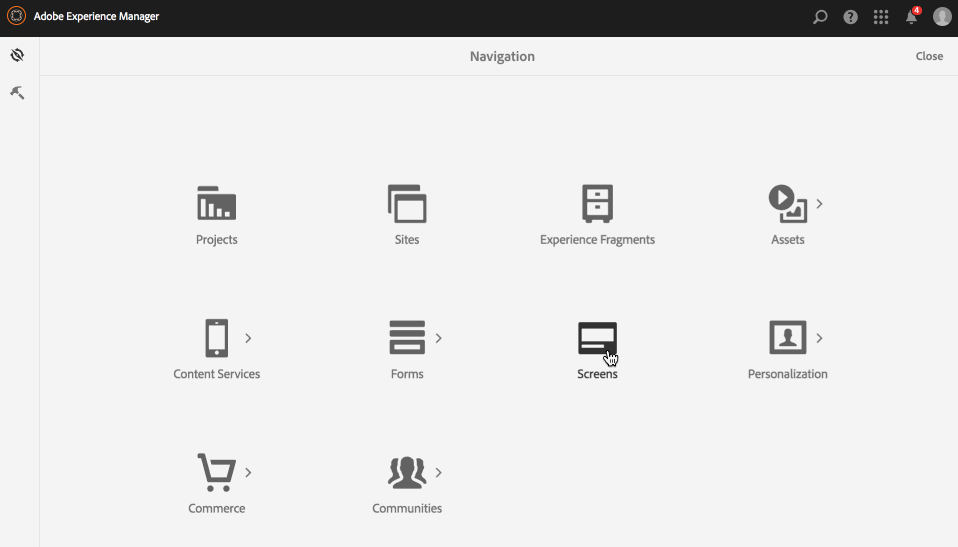 Adobe Experience Manager
4
Navigation
Close
Projects
Sites
Experience Fragments
Assets
Content Services
Forms
Screens
Personalization
Commerce
Communities